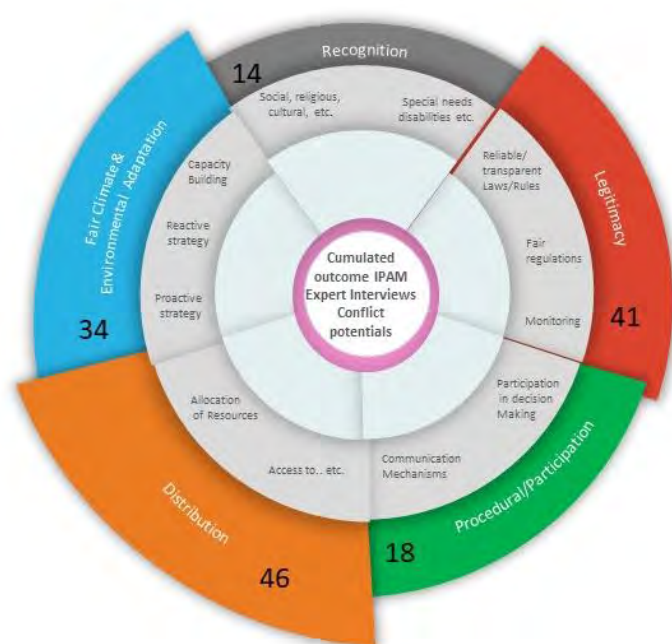 Recognition
14
Social, religious,
cultural, etc.
Special needs
disabilities etc.
Legitimacy
41
Reliable/
transparent
Laws/Rules
Fair
regulations
Monitoring
Procedural/Participation
18
Participation
in decision
Making
Communication
Mechanisms
Distribution
46
Allocation
of Resources
Access to.. etc.
Fair Climate &
Environmental Adaptation
34
Capacity
Building
Reactive
strategy
Proactive
strategy
Cumulated
outcome IPAM
Expert Interviews
Conflict
potentials